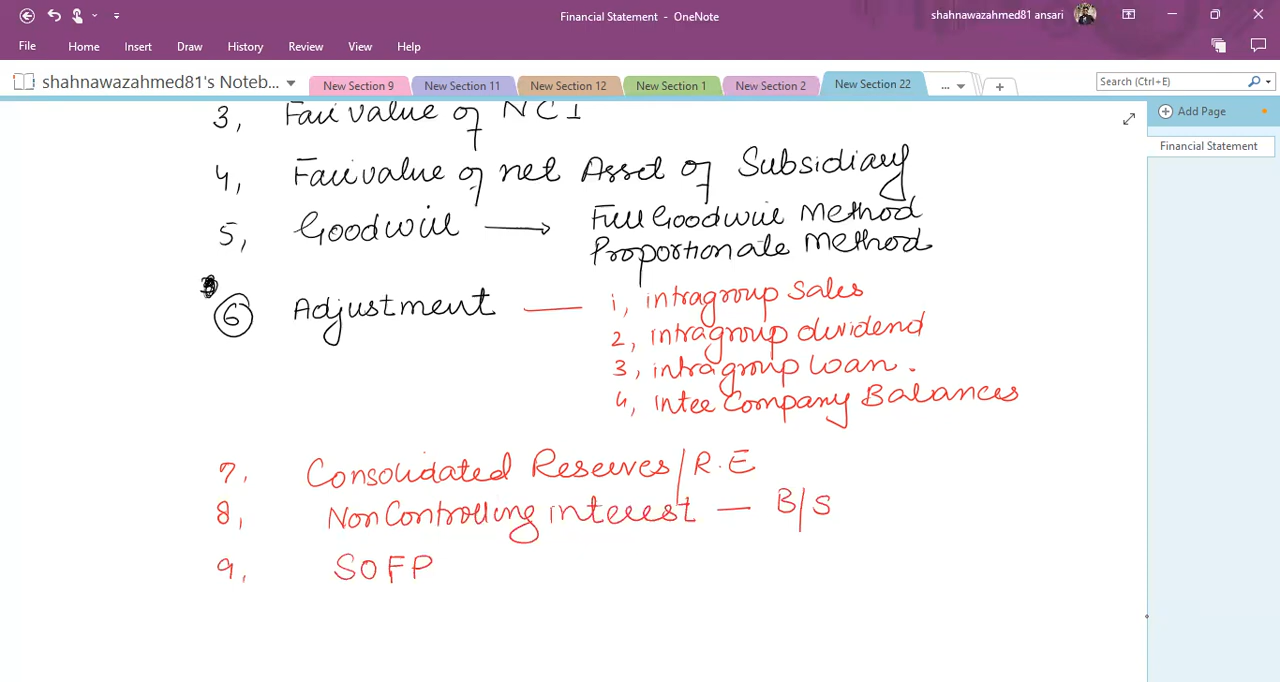 Financial Statement - OneNote
shahnawazahmed81 ansari
File Home Insert Draw History Review View Help
shahnawazahmed81's Noteb...
New Section 9
New Section 11
New Section 12
New Section 1
New Section 2
New Section 22
...
+
Search (Ctrl+E)
Add Page
Financial Statement
3, Fair value of NCI
4, Fair value of net Asset of Subsidiary
5, Goodwill → Full Goodwill Method
Proportionate Method
6 Adjustment — 1, intragroup Sales
2, intragroup dividend
3, intragroup Loan.
4, Inter Company Balances
7, Consolidated Reserves/R.E
8, Non Controlling interest — B/S
9, SOFP